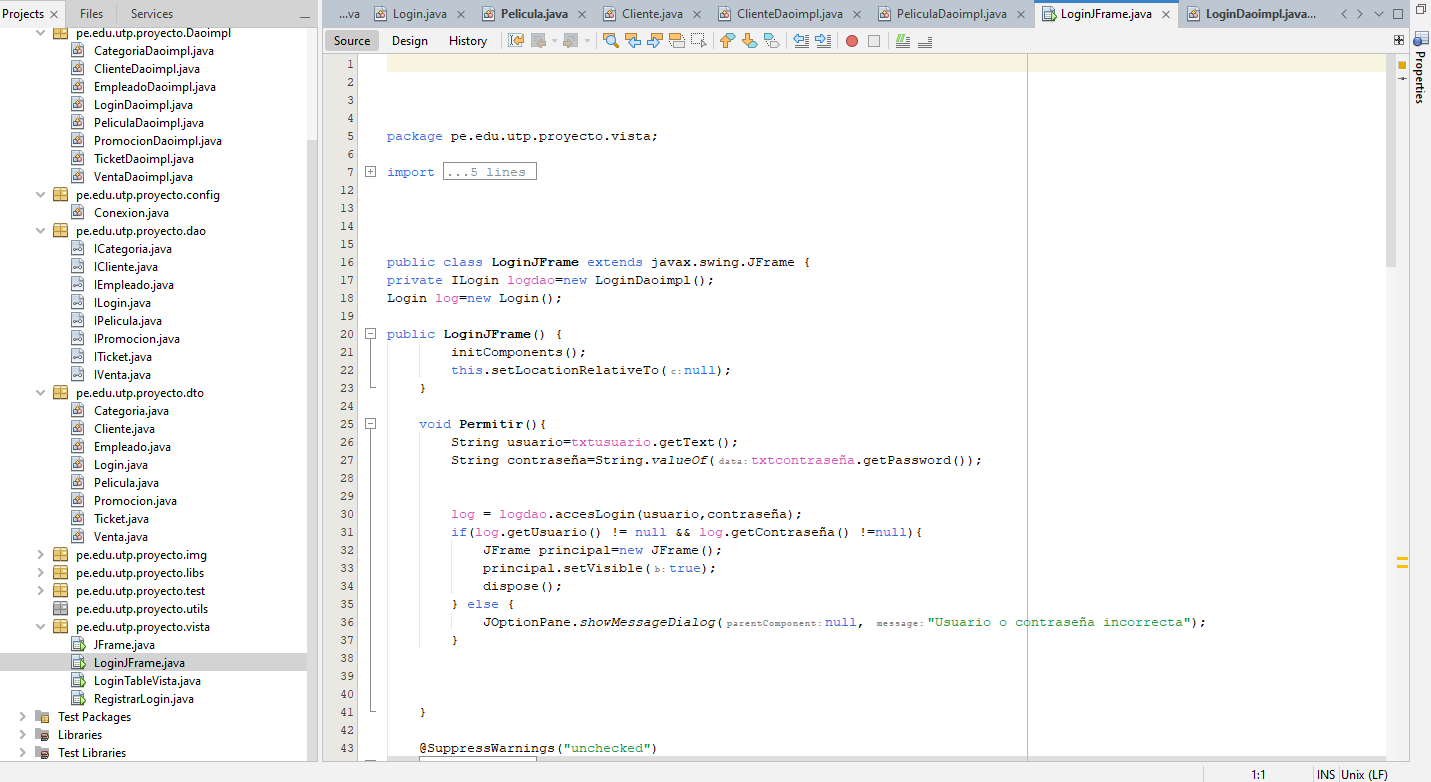 Projects × Files Services
...va Login.java × Pelicula.java × Cliente.java × ClienteDaoimpl.java × PeliculaDaoimpl.java × LoginJFrame.java × LoginDaoimpl.java...
Source Design History
Properties
pe.edu.utp.proyecto.Daoimpl
CategoriaDaoimpl.java
ClienteDaoimpl.java
EmpleadoDaoimpl.java
LoginDaoimpl.java
PeliculaDaoimpl.java
PromocionDaoimpl.java
TicketDaoimpl.java
VentaDaoimpl.java
pe.edu.utp.proyecto.config
Conexion.java
pe.edu.utp.proyecto.dao
ICategoria.java
ICliente.java
IEmpleado.java
ILogin.java
IPelicula.java
IPromocion.java
ITicket.java
IVenta.java
pe.edu.utp.proyecto.dto
Categoria.java
Cliente.java
Empleado.java
Login.java
Pelicula.java
Promocion.java
Ticket.java
Venta.java
pe.edu.utp.proyecto.img
pe.edu.utp.proyecto.libs
pe.edu.utp.proyecto.test
pe.edu.utp.proyecto.utils
pe.edu.utp.proyecto.vista
JFrame.java
LoginJFrame.java
LoginTableVista.java
RegistrarLogin.java
Test Packages
Libraries
Test Libraries
1
2
3
4
5 package pe.edu.utp.proyecto.vista;
6
7 import ...5 lines
12
13
14
15
16 public class LoginJFrame extends javax.swing.JFrame {
17 private ILogin logdao=new LoginDaoimpl();
18 Login log=new Login();
19
20 public LoginJFrame() {
21 initComponents();
22 this.setLocationRelativeTo(c:null);
23 }
24
25 void Permitir(){
26 String usuario=txtusuario.getText();
27 String contraseña=String.valueOf(data:txtcontraseña.getPassword());
28
29
30 log = logdao.accesLogin(usuario,contraseña);
31 if(log.getUsuario() != null && log.getContraseña() !=null){
32 JFrame principal=new JFrame();
33 principal.setVisible(b:true);
34 dispose();
35 } else {
36 JOptionPane.showMessageDialog(parentComponent:null, message:"Usuario o contraseña incorrecta");
37 }
38
39
40
41 }
42
43 @SuppressWarnings("unchecked")
1:1 INS Unix (LF)